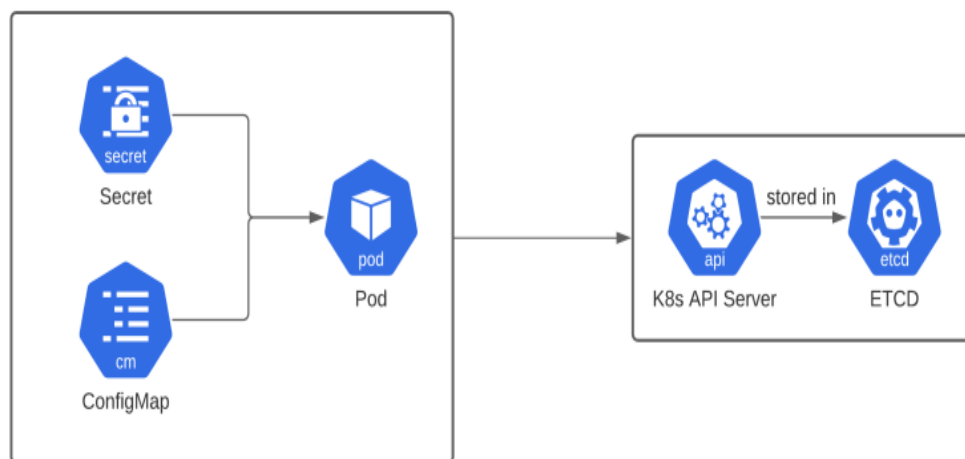 secret
Secret
cm
ConfigMap
pod
Pod
api
K8s API Server
stored in
etcd
ETCD